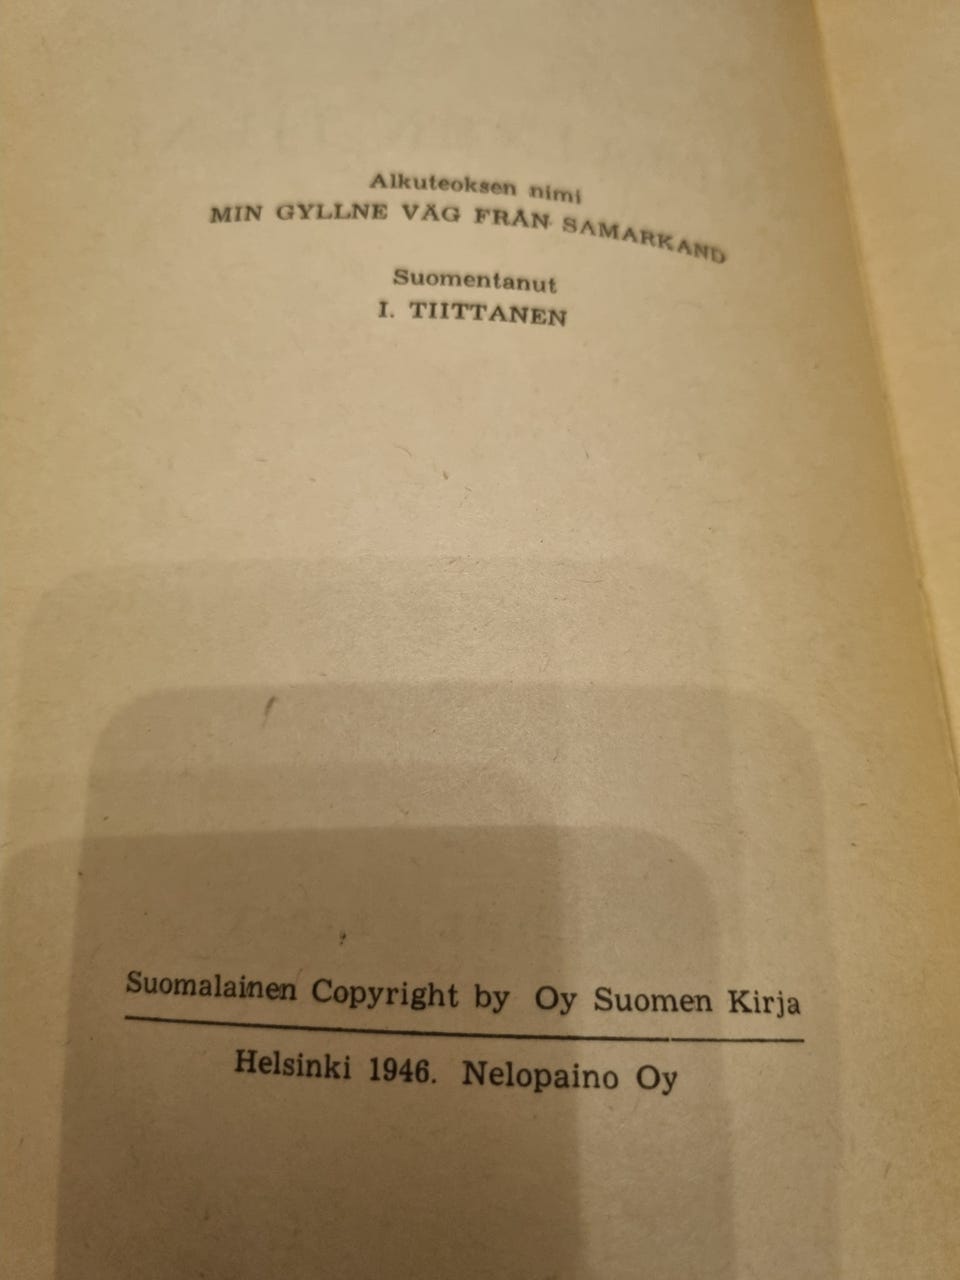 Alkuteoksen nimi
MIN GYLLNE VÄG FRÅN SAMARKAND
Suomentanut
I. TIITTANEN
Suomalainen Copyright by Oy Suomen Kirja
Helsinki 1946. Nelopaino Oy